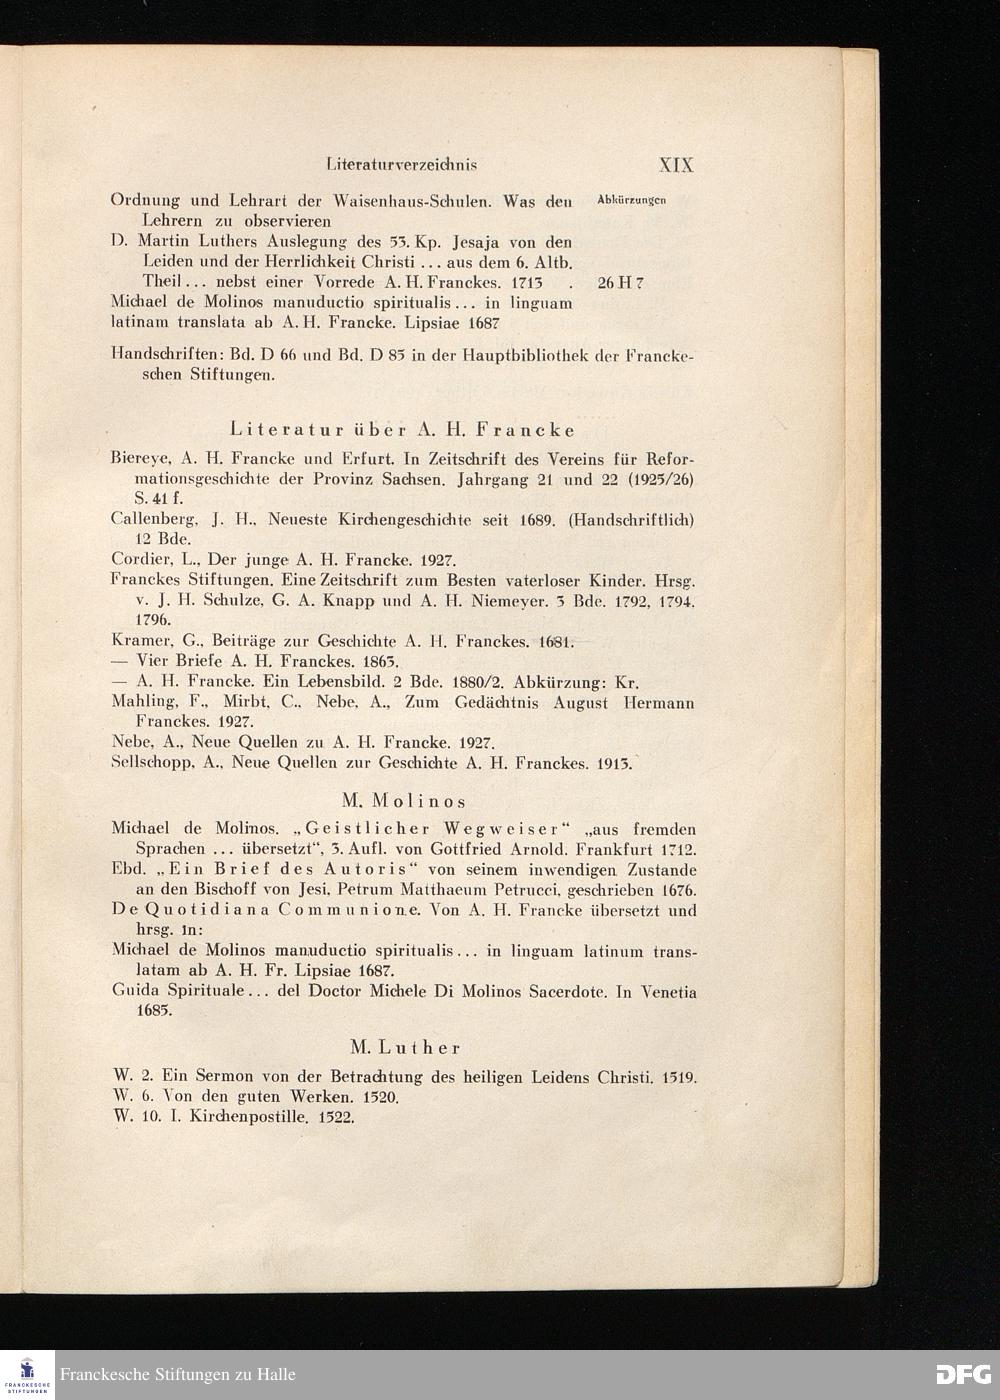 Literaturverzeichnis XIX
Ordnung und Lehrart der Waisenhaus-Schulen. Was den Abkürzungen
Lehrern zu observieren
D. Martin Luthers Auslegung des 53. Kp. Jesaja von den
Leiden und der Herrlichkeit Christi ... aus dem 6. Altb.
Theil ... nebst einer Vorrede A. H. Franckes. 1713 . 26 H 7
Michael de Molinos manuductio spiritualis ... in linguam
latinam translata ab A. H. Francke. Lipsiae 1687
Handschriften: Bd. D 66 und Bd. D 85 in der Hauptbibliothek der Francke-
schen Stiftungen.
Literatur über A. H. Francke
Biereye, A. H. Francke und Erfurt. In Zeitschrift des Vereins für Refor-
mationsgeschichte der Provinz Sachsen. Jahrgang 21 und 22 (1925/26)
S. 41 f.
Callenberg, J. H., Neueste Kirchengeschichte seit 1689. (Handschriftlich)
12 Bde.
Cordier, L., Der junge A. H. Francke. 1927.
Franckes Stiftungen. Eine Zeitschrift zum Besten vaterloser Kinder. Hrsg.
v. J. H. Schulze, G. A. Knapp und A. H. Niemeyer. 3 Bde. 1792, 1794.
1796.
Kramer, G., Beiträge zur Geschichte A. H. Franckes. 1681.
— Vier Briefe A. H. Franckes. 1863.
— A. H. Francke. Ein Lebensbild. 2 Bde. 1880/2. Abkürzung: Kr.
Mahling, F., Mirbt, C., Nebe, A., Zum Gedächtnis August Hermann
Franckes. 1927.
Nebe, A., Neue Quellen zu A. H. Francke. 1927.
Sellschopp, A., Neue Quellen zur Geschichte A. H. Franckes. 1913.
M. Molinos
Michael de Molinos. „Geistlicher Wegweiser“ „aus fremden
Sprachen ... übersetzt“, 3. Aufl. von Gottfried Arnold. Frankfurt 1712.
Ebd. „Ein Brief des Autoris“ von seinem inwendigen Zustande
an den Bischoff von Jesi, Petrum Matthaeum Petrucci, geschrieben 1676.
De Quotidiana Communione. Von A. H. Francke übersetzt und
hrsg. In:
Michael de Molinos manuductio spiritualis ... in linguam latinum trans-
latam ab A. H. Fr. Lipsiae 1687.
Guida Spirituale ... del Doctor Michele Di Molinos Sacerdote. In Venetia
1685.
M. Luther
W. 2. Ein Sermon von der Betrachtung des heiligen Leidens Christi. 1519.
W. 6. Von den guten Werken. 1520.
W. 10. I. Kirchenpostille. 1522.
FRANCKESCHE
STIFTUNGEN
Franckesche Stiftungen zu Halle
DFG